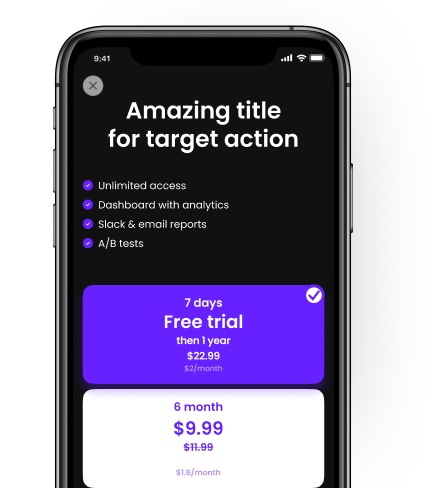 9:41
Amazing title
for target action
Unlimited access
Dashboard with analytics
Slack & email reports
A/B tests
7 days
Free trial
then 1 year
$22.99
$2/month
6 month
$9.99
$11.99
$1.6/month